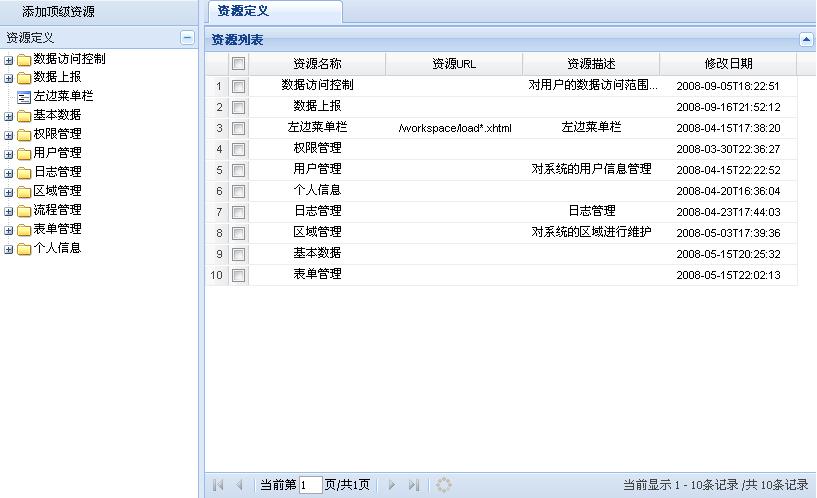 添加顶级资源
资源定义
数据访问控制
数据上报
左边菜单栏
基本数据
权限管理
用户管理
日志管理
区域管理
流程管理
表单管理
个人信息
资源定义
资源列表
资源名称 资源URL 资源描述 修改日期
1 数据访问控制 对用户的数据访问范围... 2008-09-05T18:22:51
2 数据上报 2008-09-16T21:52:12
3 左边菜单栏 /workspace/load*.xhtml 左边菜单栏 2008-04-15T17:38:20
4 权限管理 2008-03-30T22:36:27
5 用户管理 对系统的用户信息管理 2008-04-15T22:22:52
6 个人信息 2008-04-20T16:36:04
7 日志管理 日志管理 2008-04-23T17:44:03
8 区域管理 对系统的区域进行维护 2008-05-03T17:39:36
9 基本数据 2008-05-15T20:25:32
10 表单管理 2008-05-15T22:02:13
当前第 1 页/共1页 当前显示 1 - 10条记录 /共 10条记录